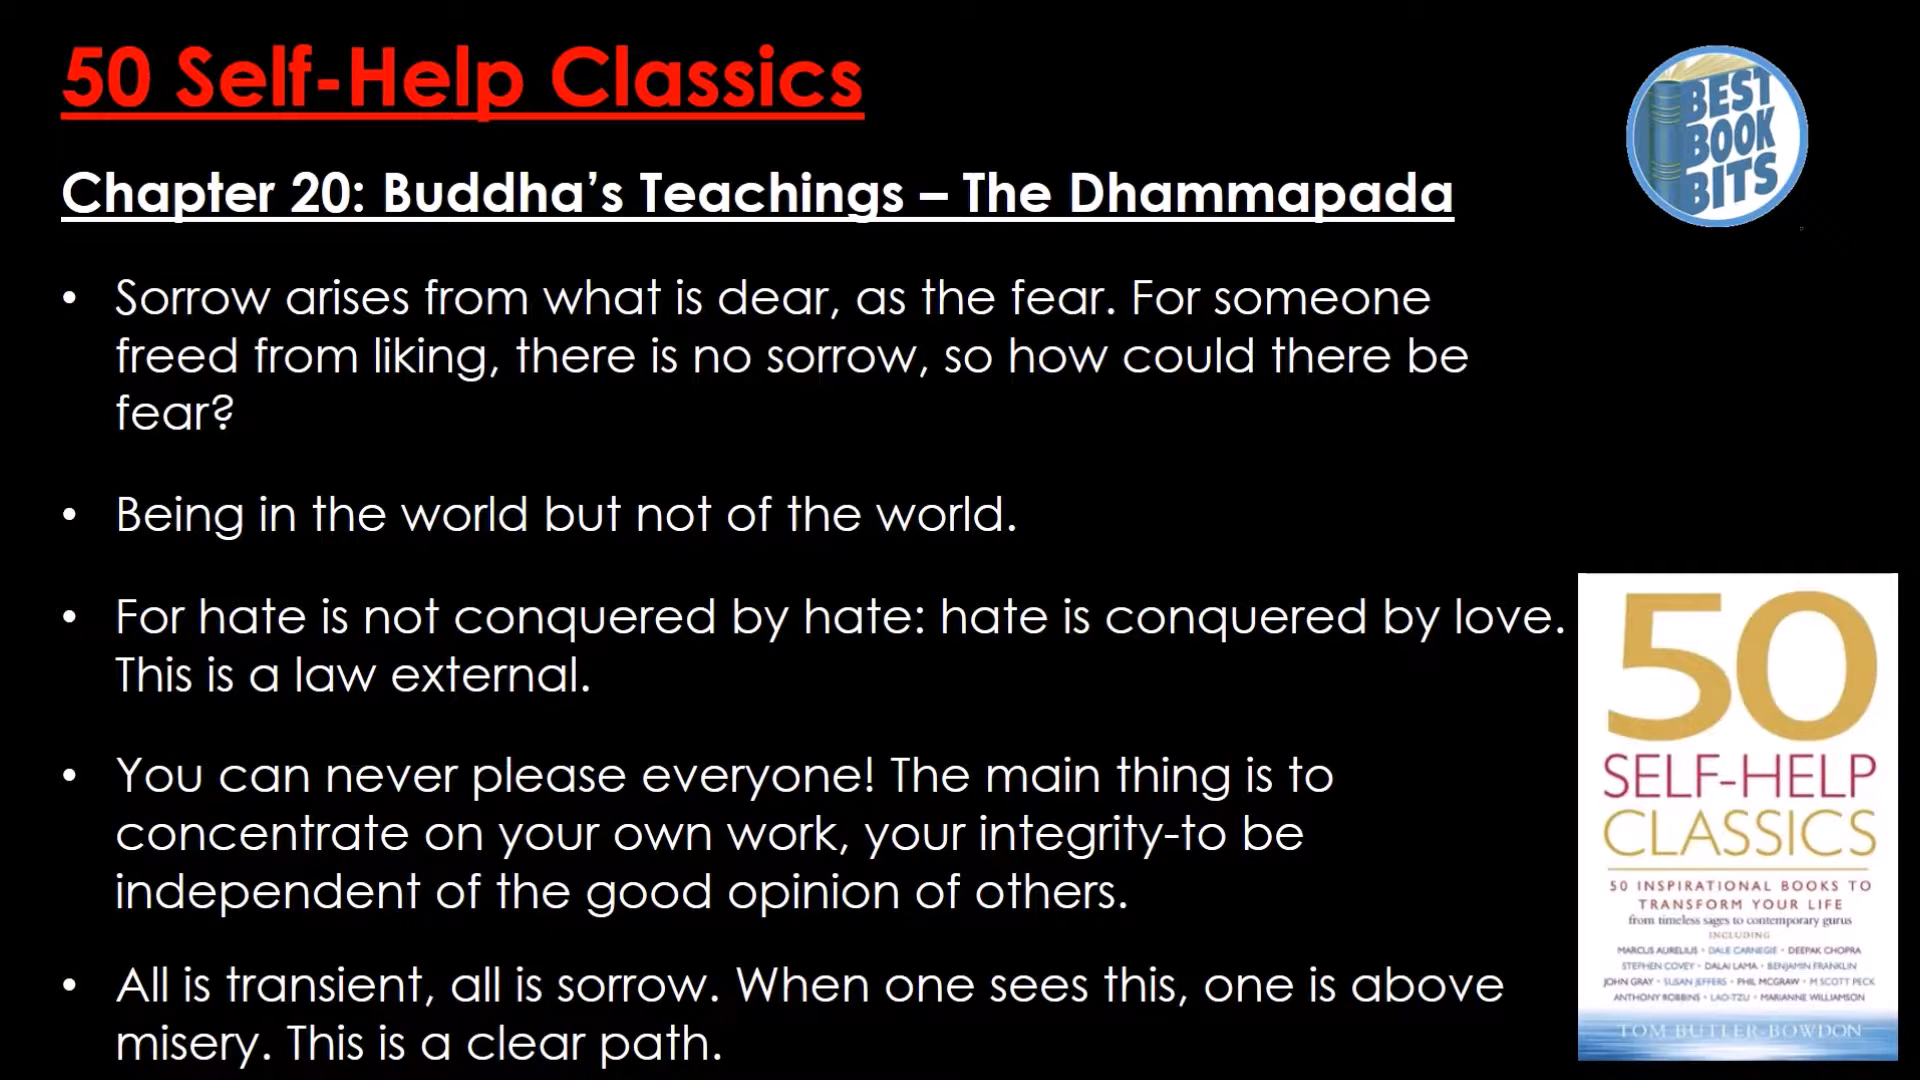 50 Self-Help Classics
BEST
BOOK
BITS
Chapter 20: Buddha’s Teachings – The Dhammapada
• Sorrow arises from what is dear, as the fear. For someone
freed from liking, there is no sorrow, so how could there be
fear?
• Being in the world but not of the world.
• For hate is not conquered by hate: hate is conquered by love.
This is a law external.
• You can never please everyone! The main thing is to
concentrate on your own work, your integrity-to be
independent of the good opinion of others.
• All is transient, all is sorrow. When one sees this, one is above
misery. This is a clear path.
50
SELF-HELP
CLASSICS
50 INSPIRATIONAL BOOKS TO
TRANSFORM YOUR LIFE
from timeless sages to contemporary gurus
INCLUDING
MARCUS AURELIUS • DALE CARNEGIE • DEEPAK CHOPRA
STEPHEN COVEY • DALAI LAMA • BENJAMIN FRANKLIN
JOHN GRAY • SUSAN JEFFERS • PHIL MCGRAW • M SCOTT PECK
ANTHONY ROBBINS • LAO-TZU • MARIANNE WILLIAMSON
TOM BUTLER-BOWDON